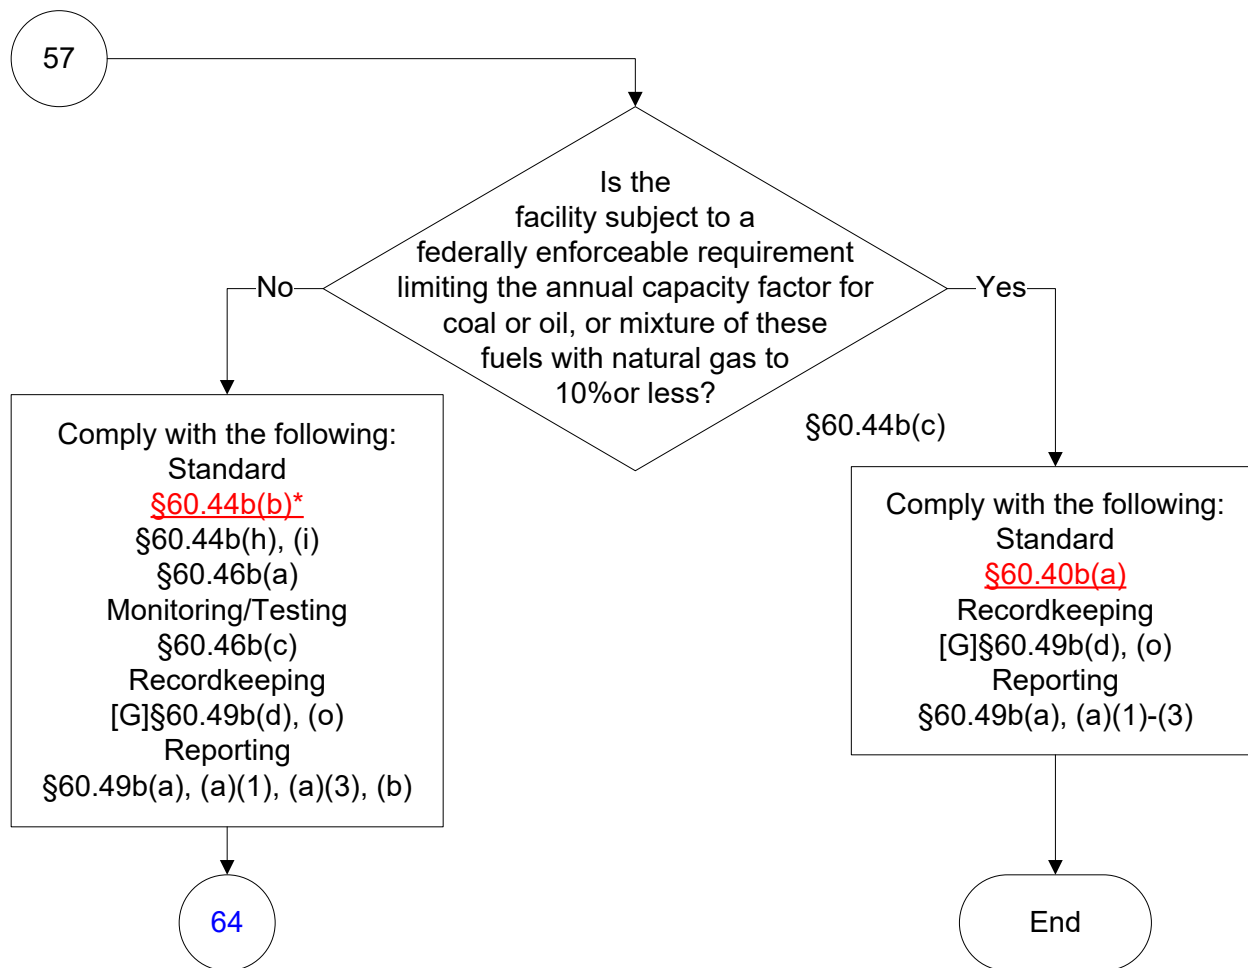 57
Is the
facility subject to a
federally enforceable requirement
limiting the annual capacity factor for
coal or oil, or mixture of these
fuels with natural gas to
10%or less?
No
Yes
§60.44b(c)
Comply with the following:
Standard
§60.44b(b)*
§60.44b(h), (i)
§60.46b(a)
Monitoring/Testing
§60.46b(c)
Recordkeeping
[G]§60.49b(d), (o)
Reporting
§60.49b(a), (a)(1), (a)(3), (b)
Comply with the following:
Standard
§60.40b(a)
Recordkeeping
[G]§60.49b(d), (o)
Reporting
§60.49b(a), (a)(1)-(3)
64
End